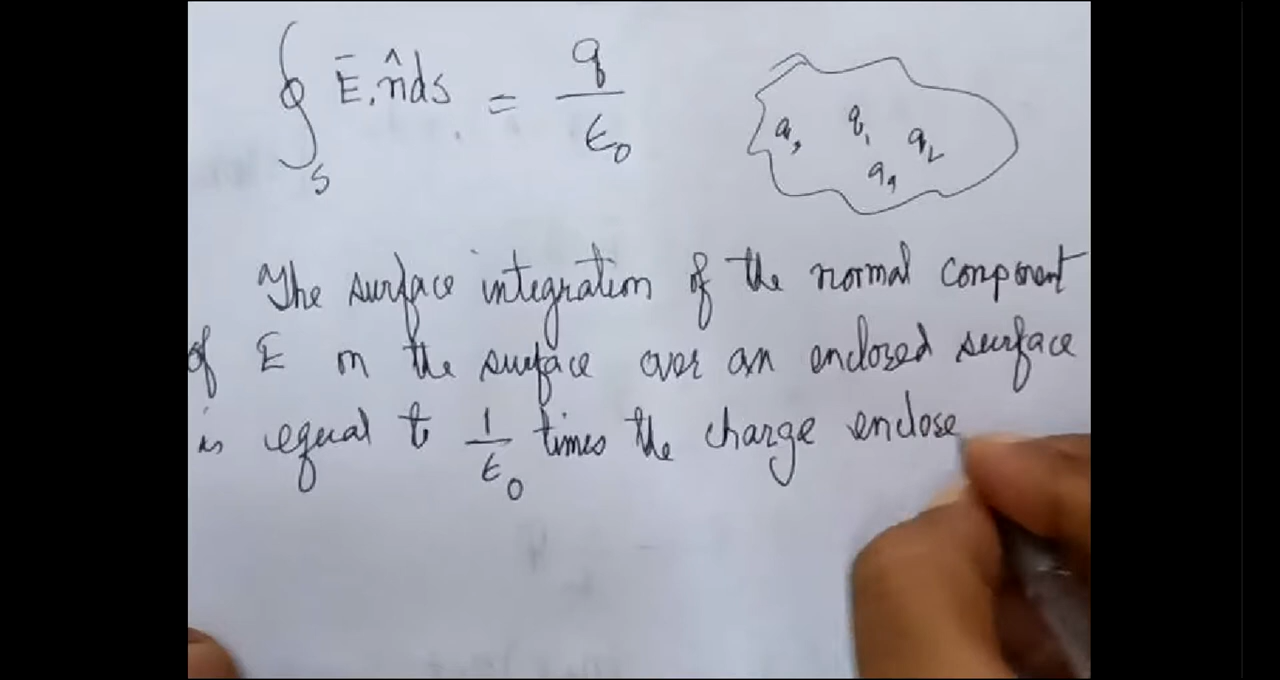 ∮_S Ē.n̂ds = q/ϵ₀
q₃ q₁ q₂ q₄
The surface integration of the normal component
of E on the surface over an enclosed surface
is equal to 1/ϵ₀ times the charge enclose